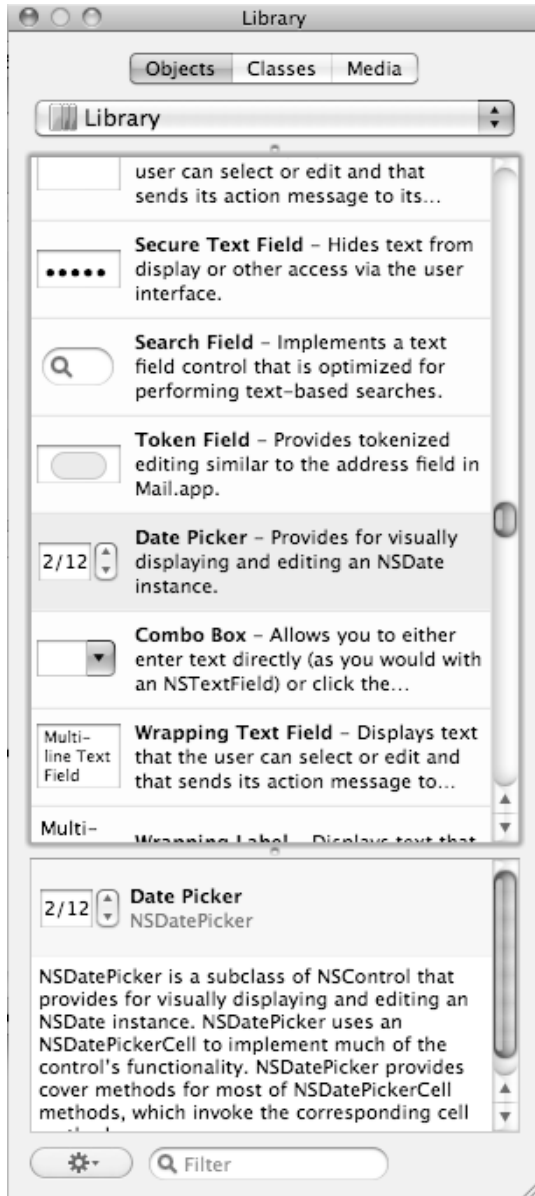 Library
Objects Classes Media
Library
user can select or edit and that
sends its action message to its...
Secure Text Field – Hides text from
display or other access via the user
interface.
Search Field – Implements a text
field control that is optimized for
performing text-based searches.
Token Field – Provides tokenized
editing similar to the address field in
Mail.app.
2/12
Date Picker – Provides for visually
displaying and editing an NSDate
instance.
Combo Box – Allows you to either
enter text directly (as you would with
an NSTextField) or click the...
Multi-
line Text
Field
Wrapping Text Field – Displays text
that the user can select or edit and
that sends its action message to...
Multi-
Wrapping Label – Displays text that
2/12
Date Picker
NSDatePicker
NSDatePicker is a subclass of NSControl that
provides for visually displaying and editing an
NSDate instance. NSDatePicker uses an
NSDatePickerCell to implement much of the
control's functionality. NSDatePicker provides
cover methods for most of NSDatePickerCell
methods, which invoke the corresponding cell
Filter